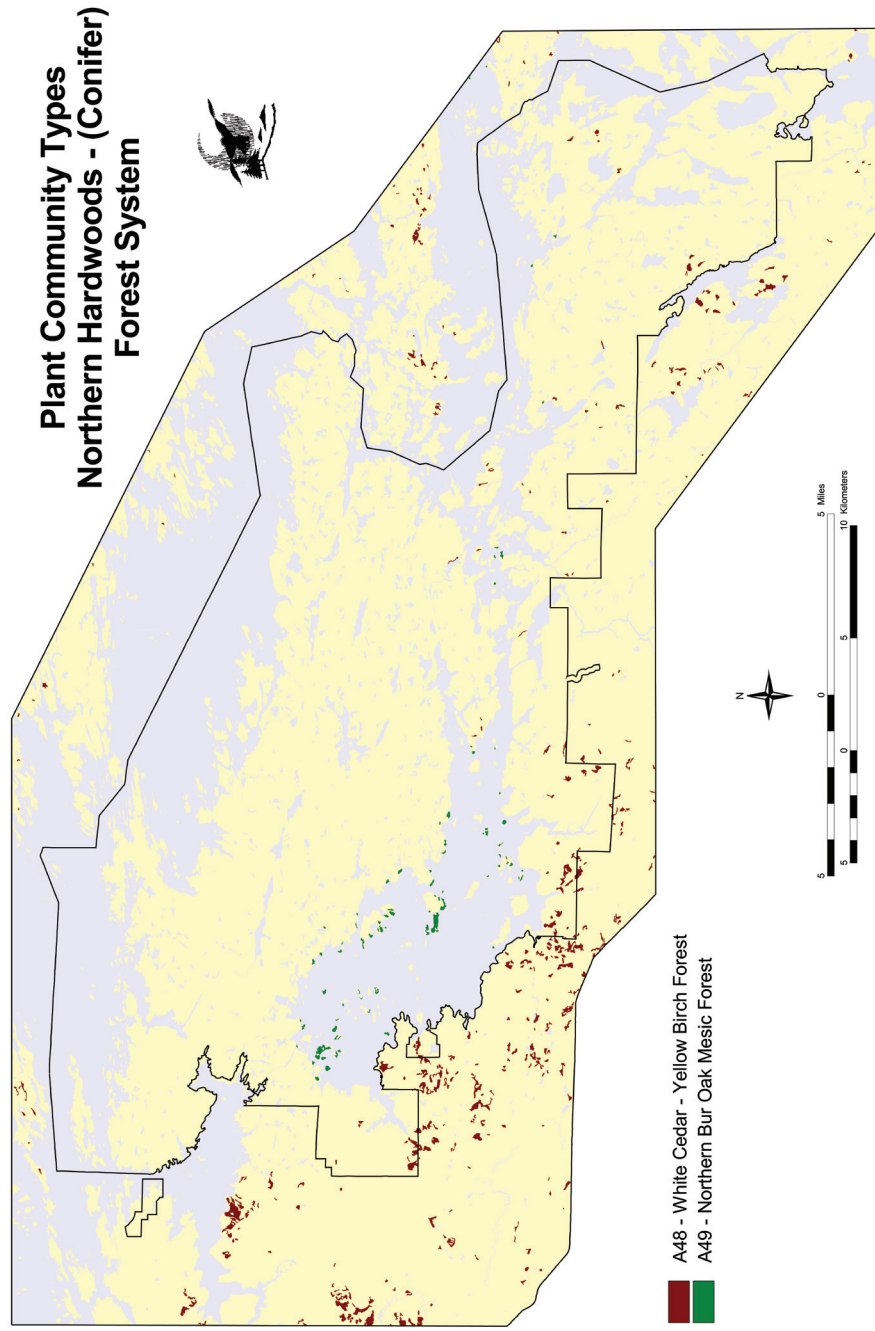 Plant Community Types
Northern Hardwoods - (Conifer)
Forest System
N
5 0 5 Miles
5 0 5 10 Kilometers
A48 - White Cedar - Yellow Birch Forest
A49 - Northern Bur Oak Mesic Forest